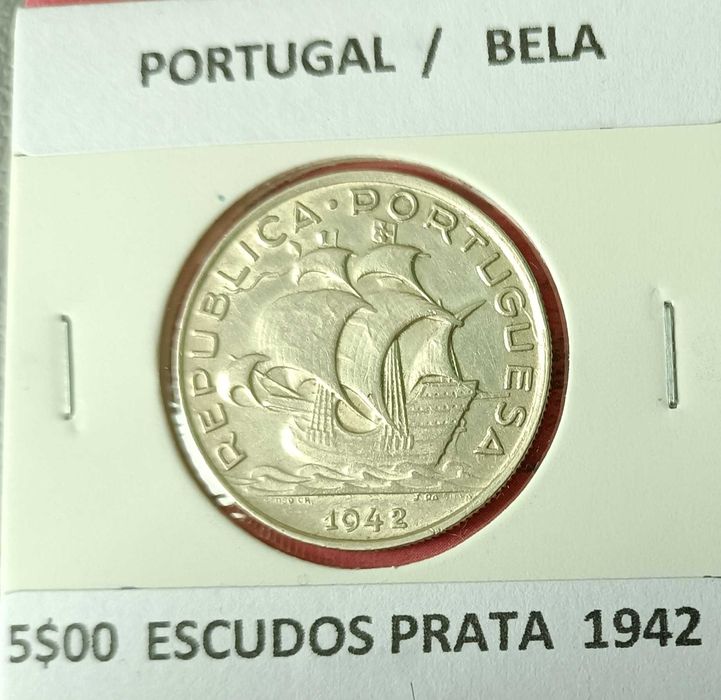 PORTUGAL / BELA
REPUBLICA · PORTUGUESA
1942
5$00 ESCUDOS PRATA 1942